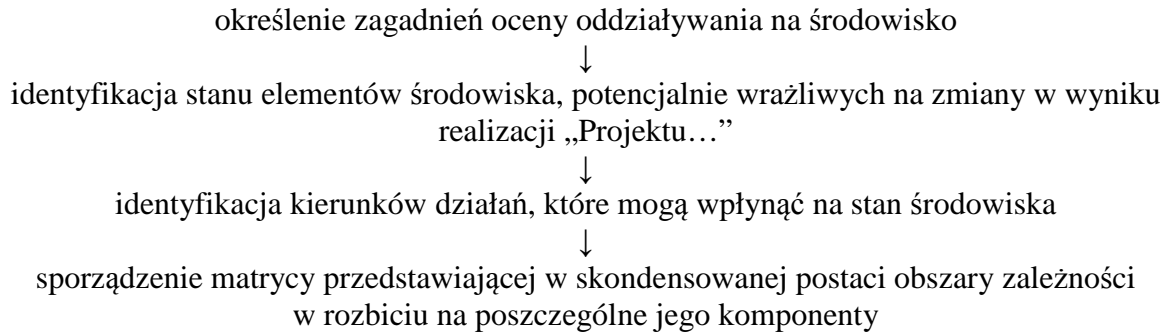 określenie zagadnień oceny oddziaływania na środowisko
↓
identyfikacja stanu elementów środowiska, potencjalnie wrażliwych na zmiany w wyniku
realizacji „Projektu…”
↓
identyfikacja kierunków działań, które mogą wpłynąć na stan środowiska
↓
sporządzenie matrycy przedstawiającej w skondensowanej postaci obszary zależności
w rozbiciu na poszczególne jego komponenty